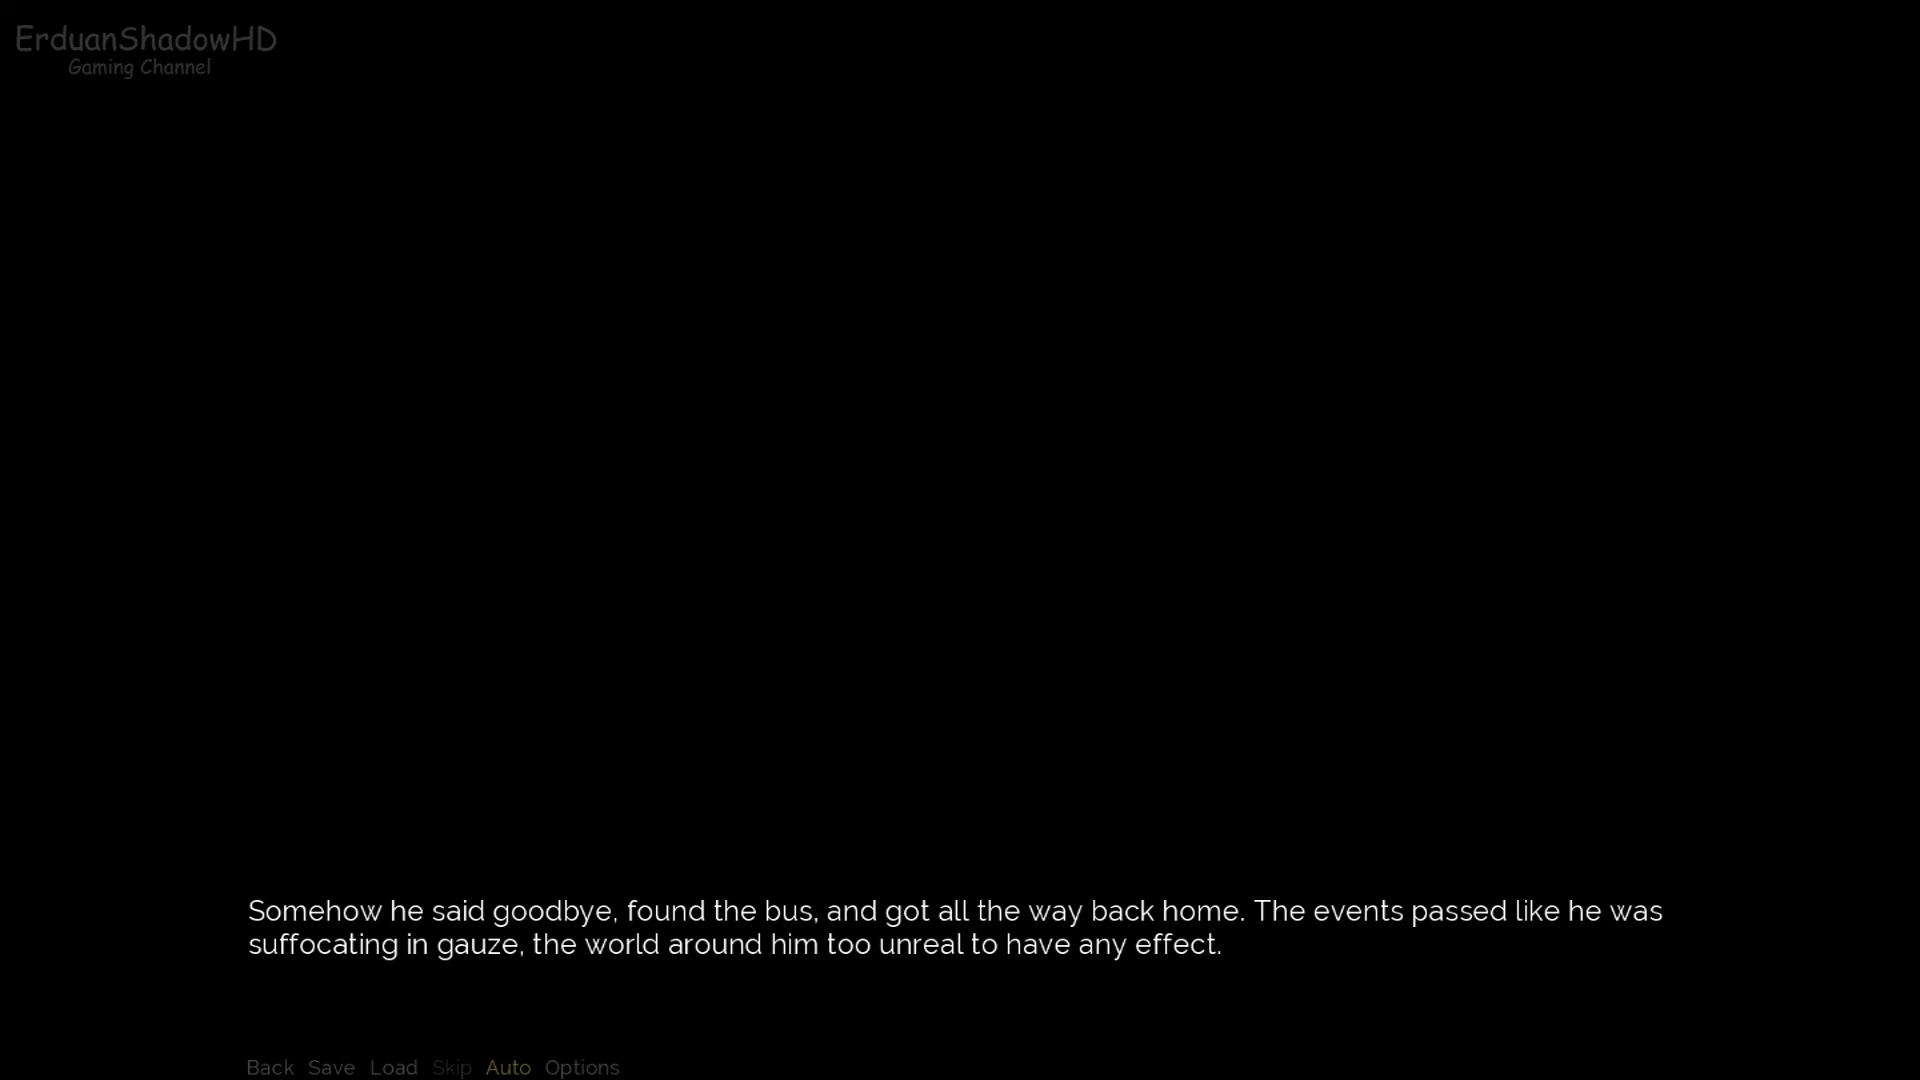 ErduanShadowHD
Gaming Channel
Somehow he said goodbye, found the bus, and got all the way back home. The events passed like he was
suffocating in gauze, the world around him too unreal to have any effect.
Back Save Load Skip Auto Options